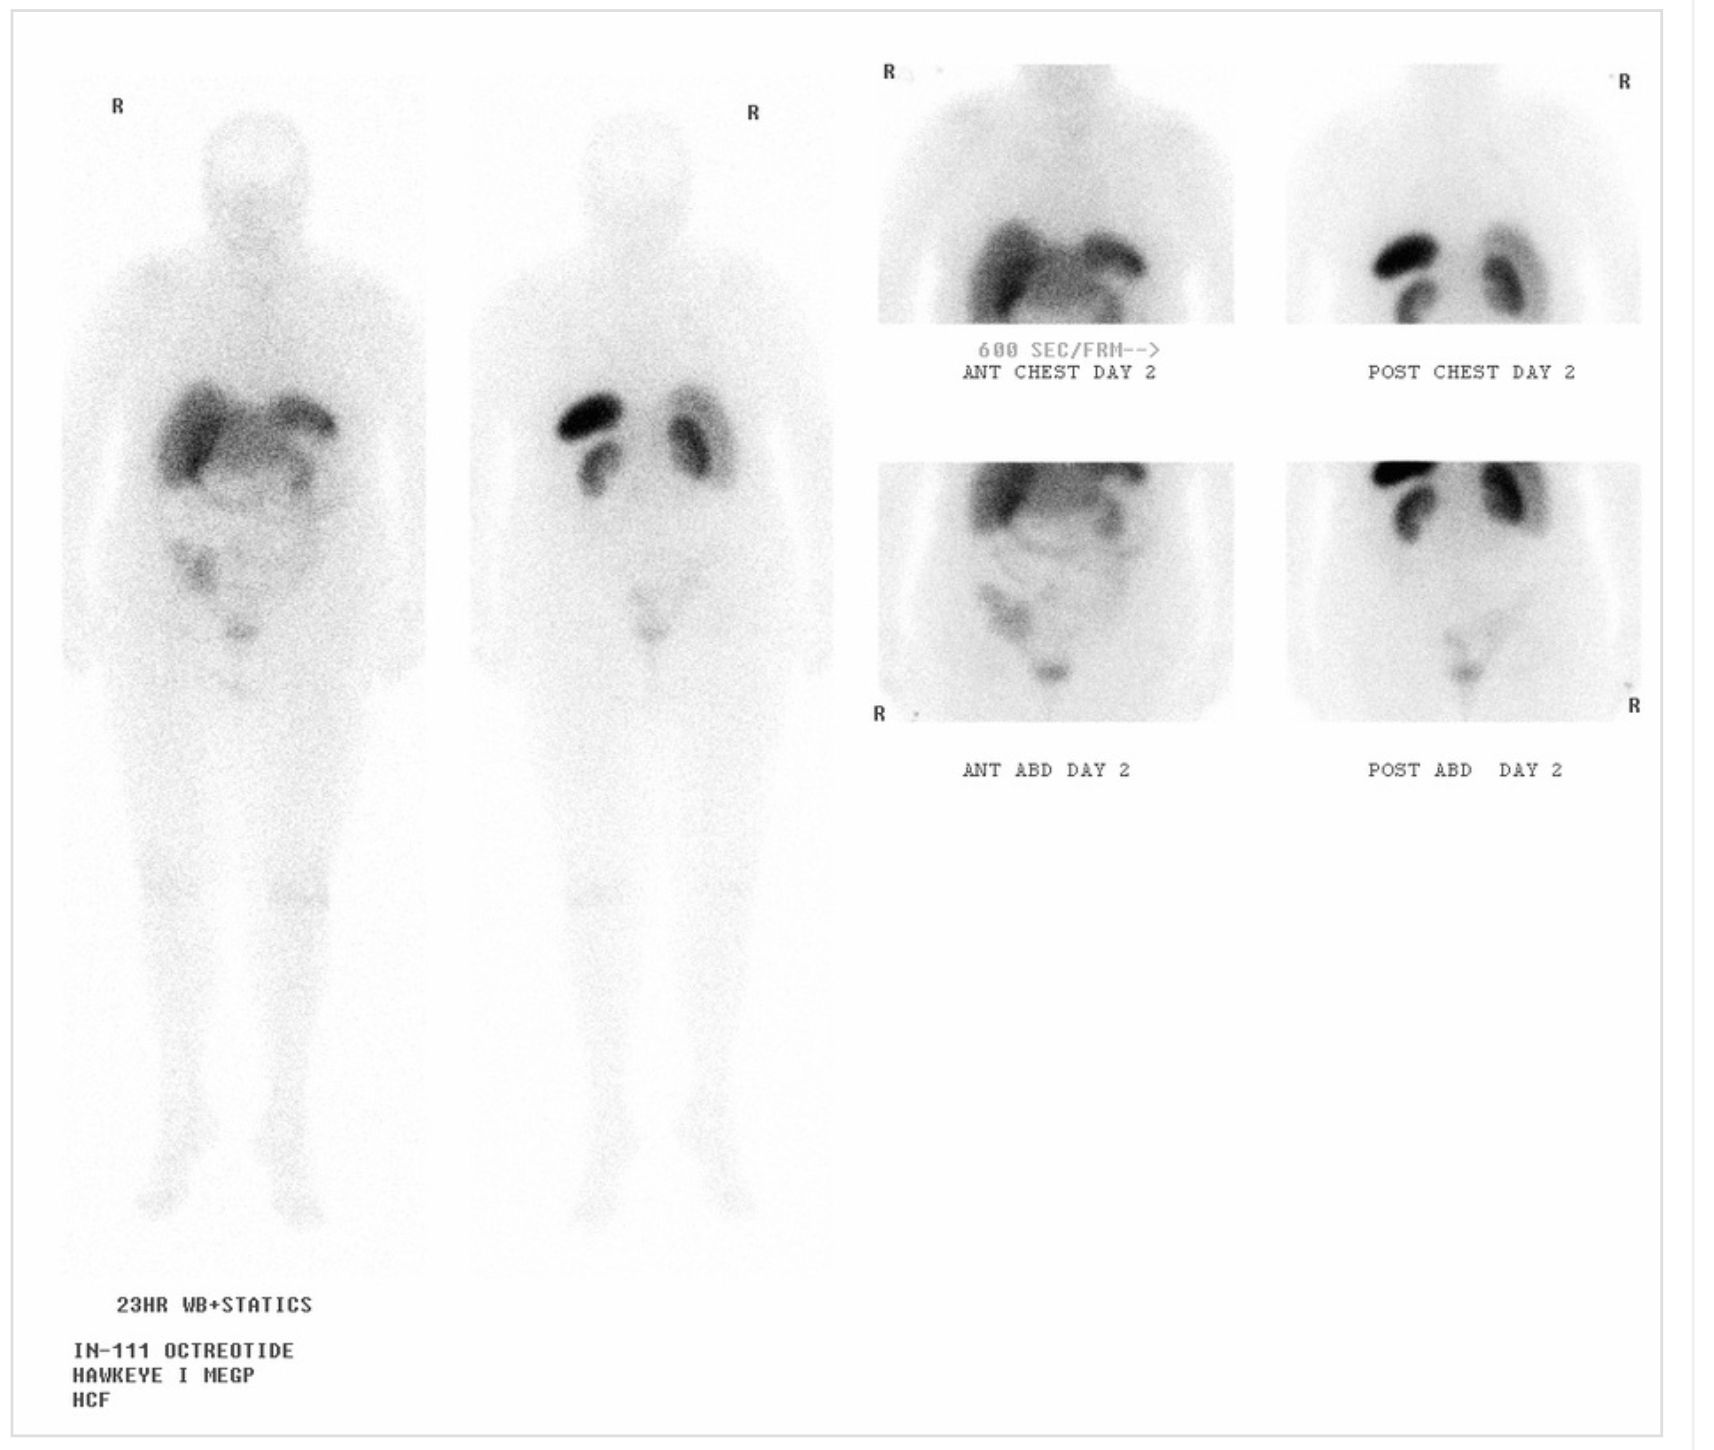 R
R
R
R
600 SEC/FRM-->
ANT CHEST DAY 2
POST CHEST DAY 2
R
R
ANT ABD DAY 2
POST ABD  DAY 2
23HR WB+STATICS
IN-111 OCTREOTIDE
HAWKEYE I MEGP
HCF